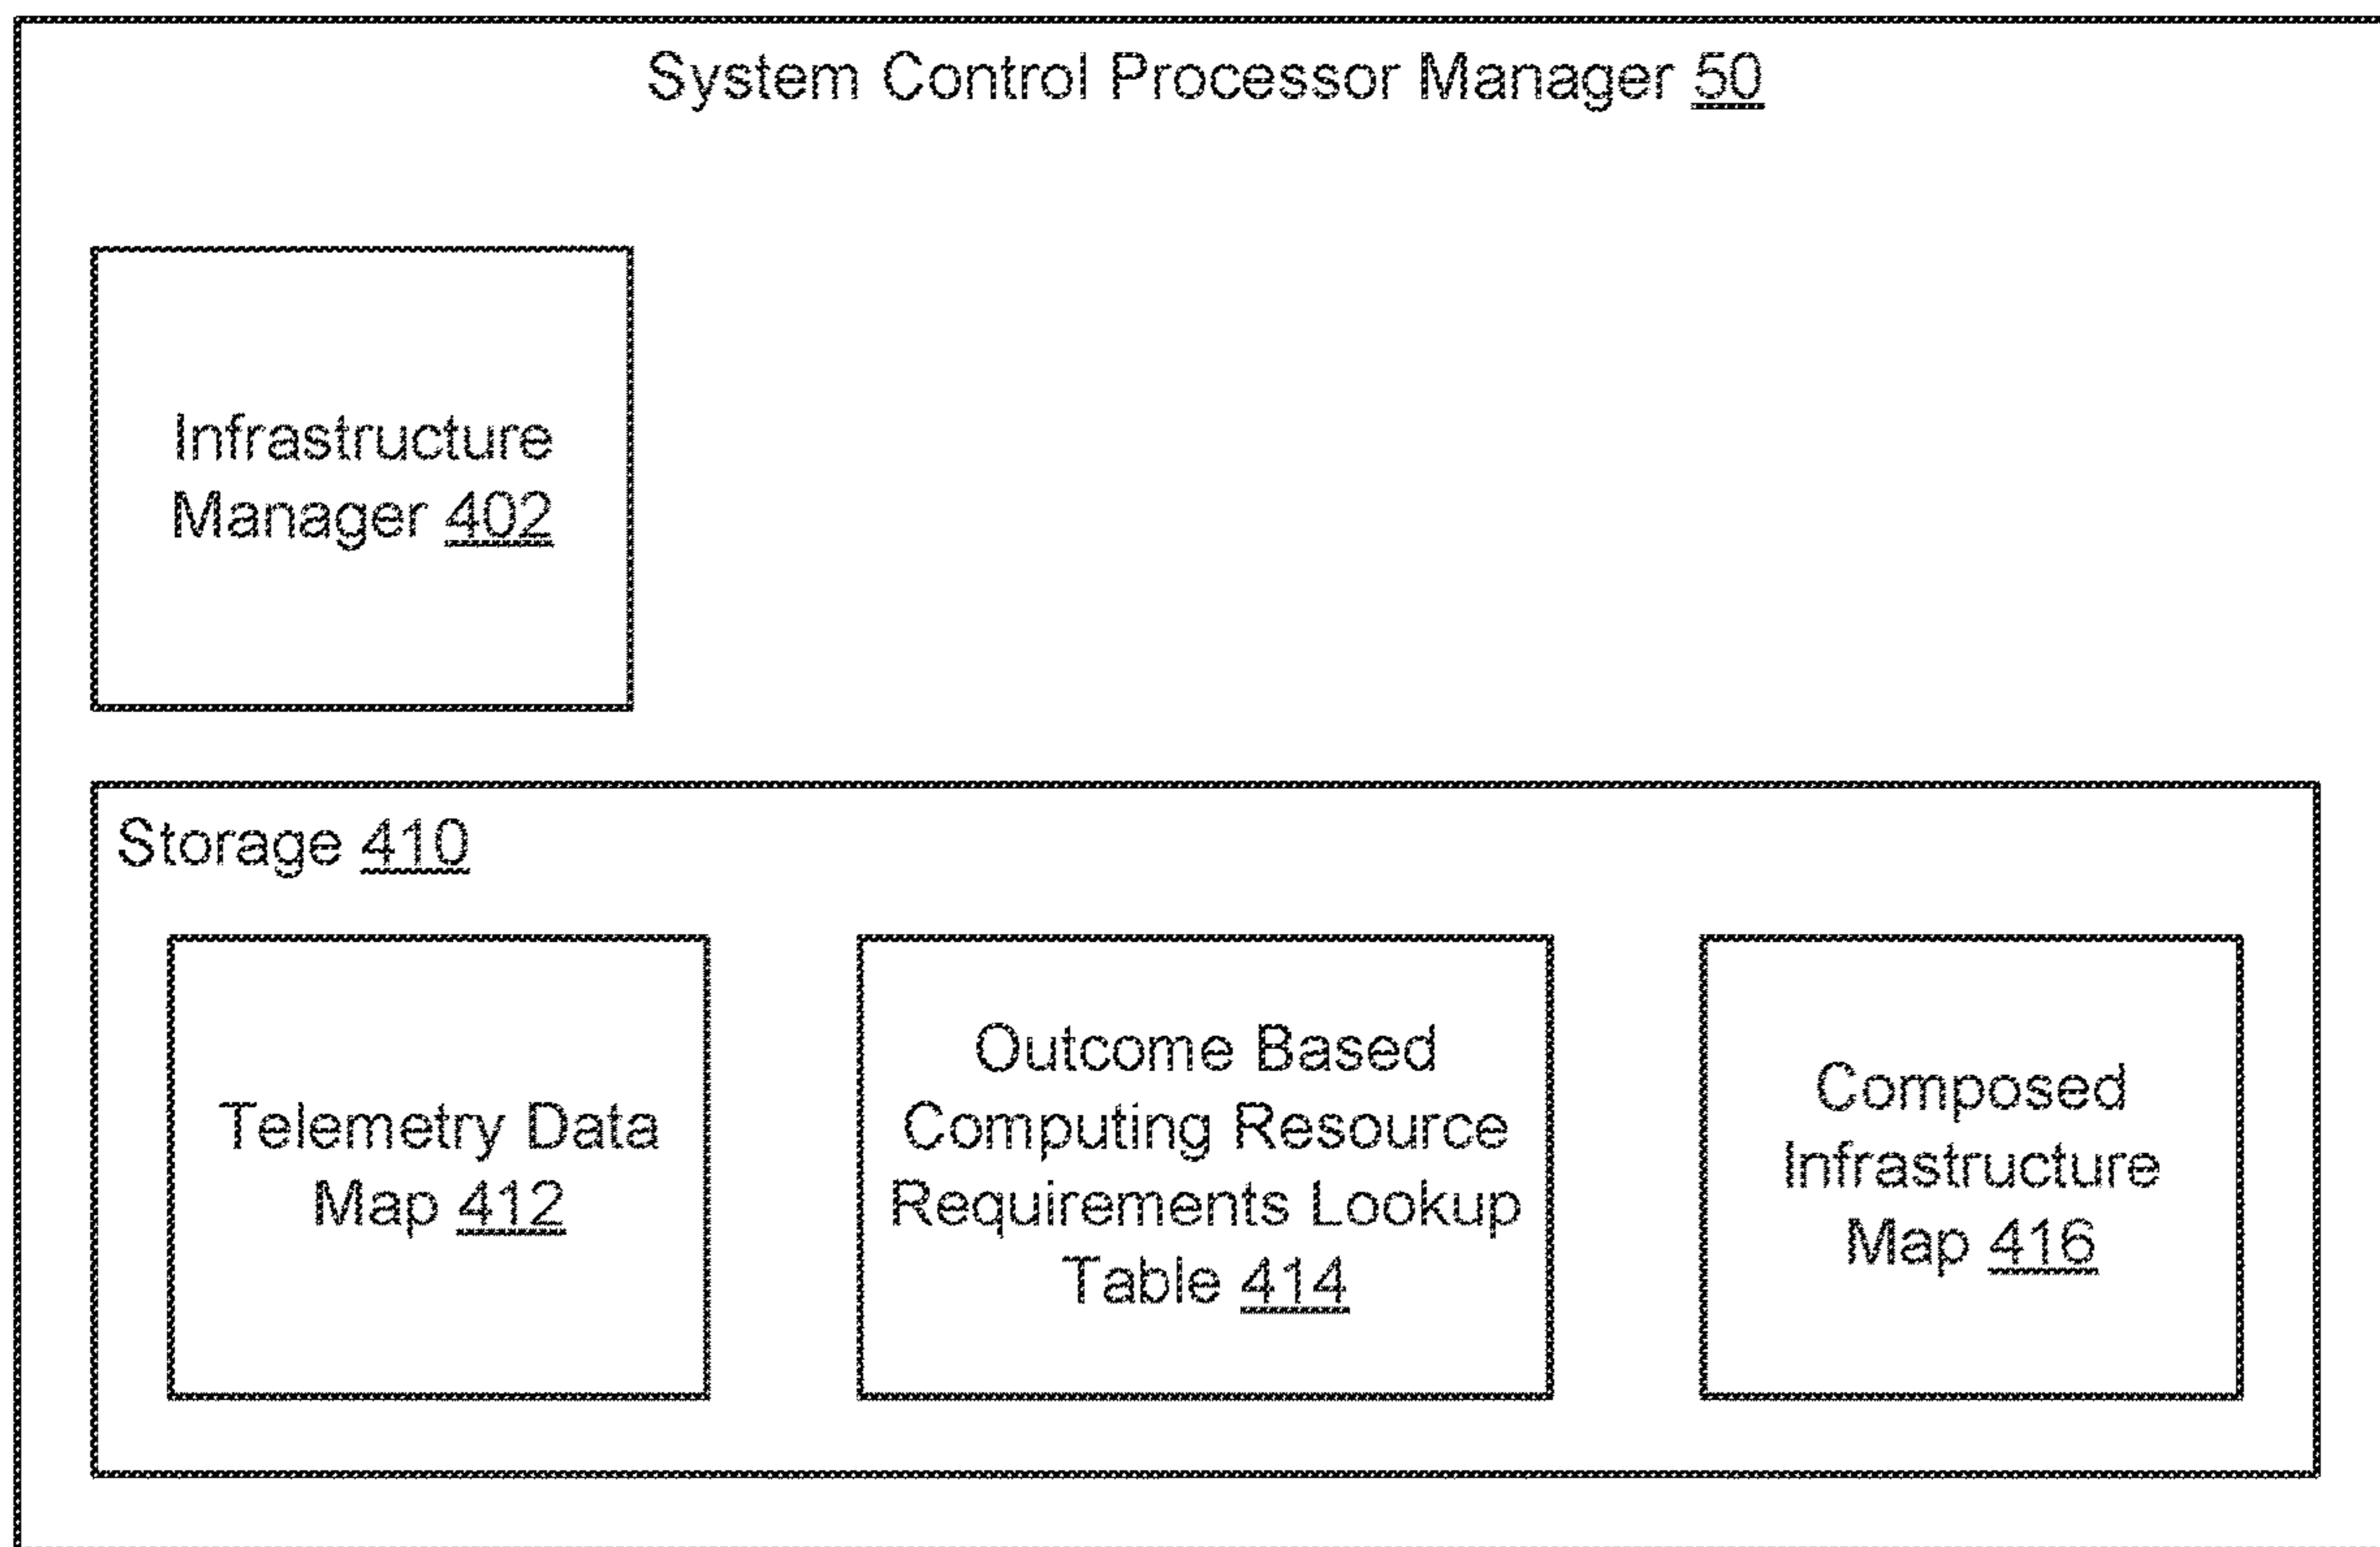 System Control Processor Manager 50
Infrastructure
Manager 402
Storage 410
Telemetry Data
Map 412
Outcome Based
Computing Resource
Requirements Lookup
Table 414
Composed
Infrastructure
Map 416